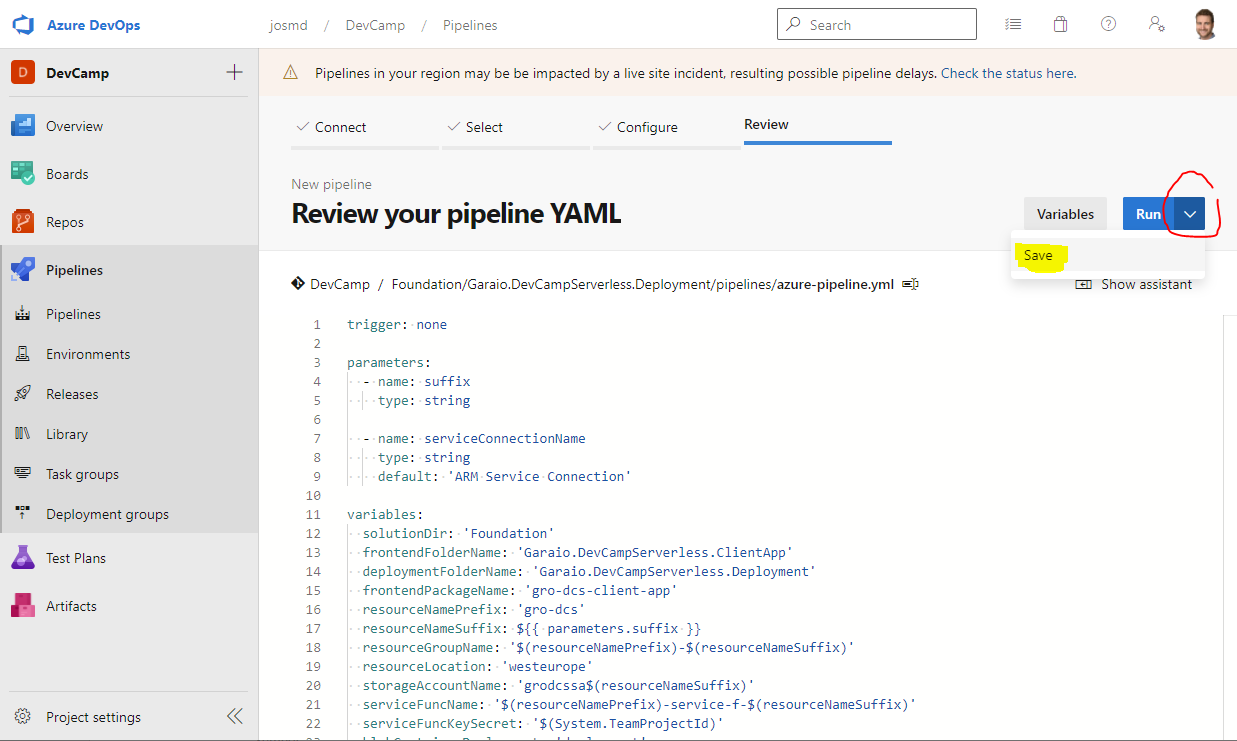 Azure DevOps
josmd / DevCamp / Pipelines
Search
D DevCamp
Overview
Boards
Repos
Pipelines
Pipelines
Environments
Releases
Library
Task groups
Deployment groups
Test Plans
Artifacts
Project settings
Pipelines in your region may be be impacted by a live site incident, resulting possible pipeline delays. Check the status here.
Connect
Select
Configure
Review
New pipeline
Review your pipeline YAML
Variables
Run
Save
DevCamp / Foundation/Garaio.DevCampServerless.Deployment/pipelines/azure-pipeline.yml
Show assistant
1 trigger: none
2
3 parameters:
4 - name: suffix
5 type: string
6
7 - name: serviceConnectionName
8 type: string
9 default: 'ARM Service Connection'
10
11 variables:
12 solutionDir: 'Foundation'
13 frontendFolderName: 'Garaio.DevCampServerless.ClientApp'
14 deploymentFolderName: 'Garaio.DevCampServerless.Deployment'
15 frontendPackageName: 'gro-dcs-client-app'
16 resourceNamePrefix: 'gro-dcs'
17 resourceNameSuffix: ${{ parameters.suffix }}
18 resourceGroupName: '$(resourceNamePrefix)-$(resourceNameSuffix)'
19 resourceLocation: 'westeurope'
20 storageAccountName: 'grodcssa$(resourceNameSuffix)'
21 serviceFuncName: '$(resourceNamePrefix)-service-f-$(resourceNameSuffix)'
22 serviceFuncKeySecret: '$(System.TeamProjectId)'